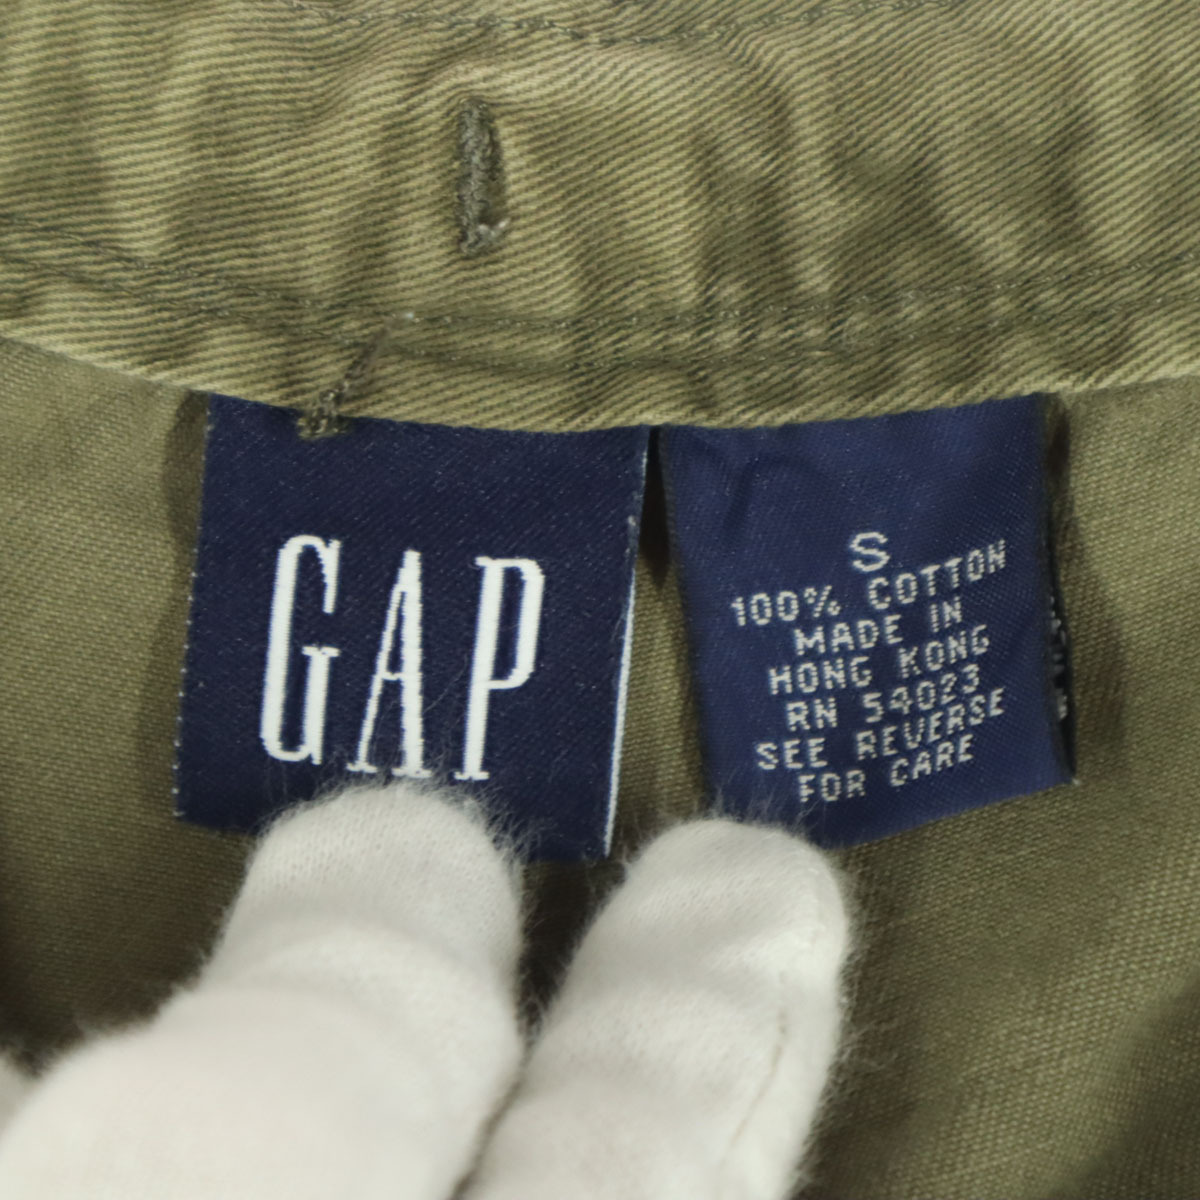 GAP
S
100% COTTON
MADE IN
HONG KONG
RN 54023
SEE REVERSE
FOR CARE